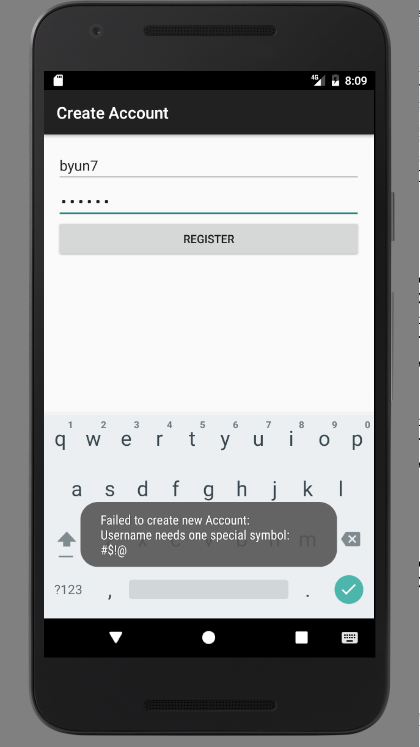 4G 8:09
Create Account
byun7
••••••
REGISTER
1 2 3 4 5 6 7 8 9 0
q w e r t y u i o p
a s d f g h j k l
Failed to create new Account:
Username needs one special symbol:
#$!@
m
?123 , .